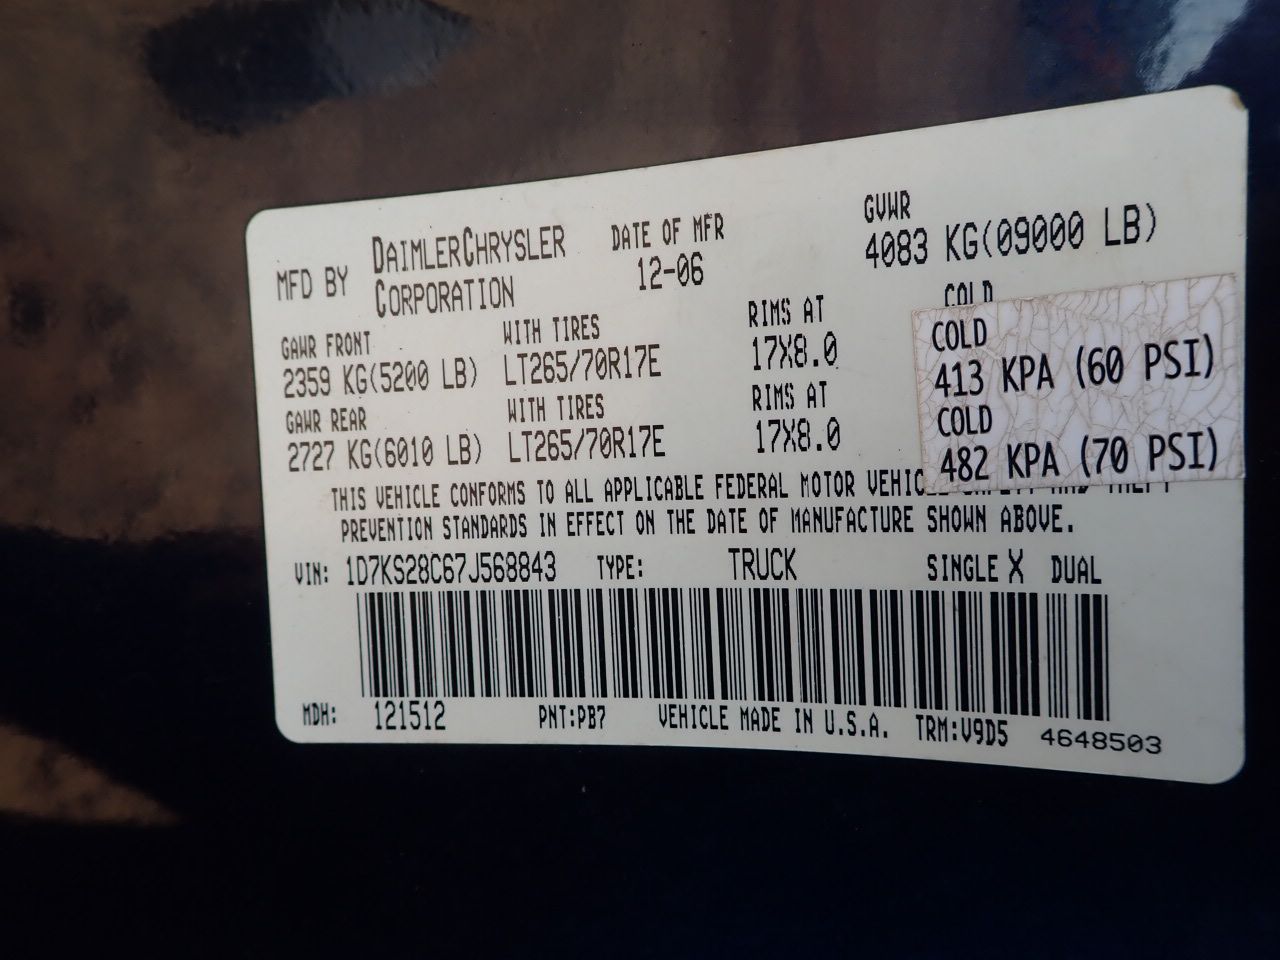 MFD BY DAIMLERCHRYSLER CORPORATION DATE OF MFR 12-06 GVWR 4083 KG(09000 LB)
GAWR FRONT WITH TIRES RIMS AT COLD
2359 KG(5200 LB) LT265/70R17E 17X8.0
COLD
413 KPA (60 PSI)
GAWR REAR WITH TIRES RIMS AT
2727 KG(6010 LB) LT265/70R17E 17X8.0
COLD
482 KPA (70 PSI)
THIS VEHICLE CONFORMS TO ALL APPLICABLE FEDERAL MOTOR
PREVENTION STANDARDS IN EFFECT ON THE DATE OF MANUFACTURE SHOWN ABOVE.
VIN: 1D7KS28C67J568843 TYPE: TRUCK SINGLE X DUAL
MDH: 121512 PNT:PB7 VEHICLE MADE IN U.S.A. TRM:V9D5 4648503